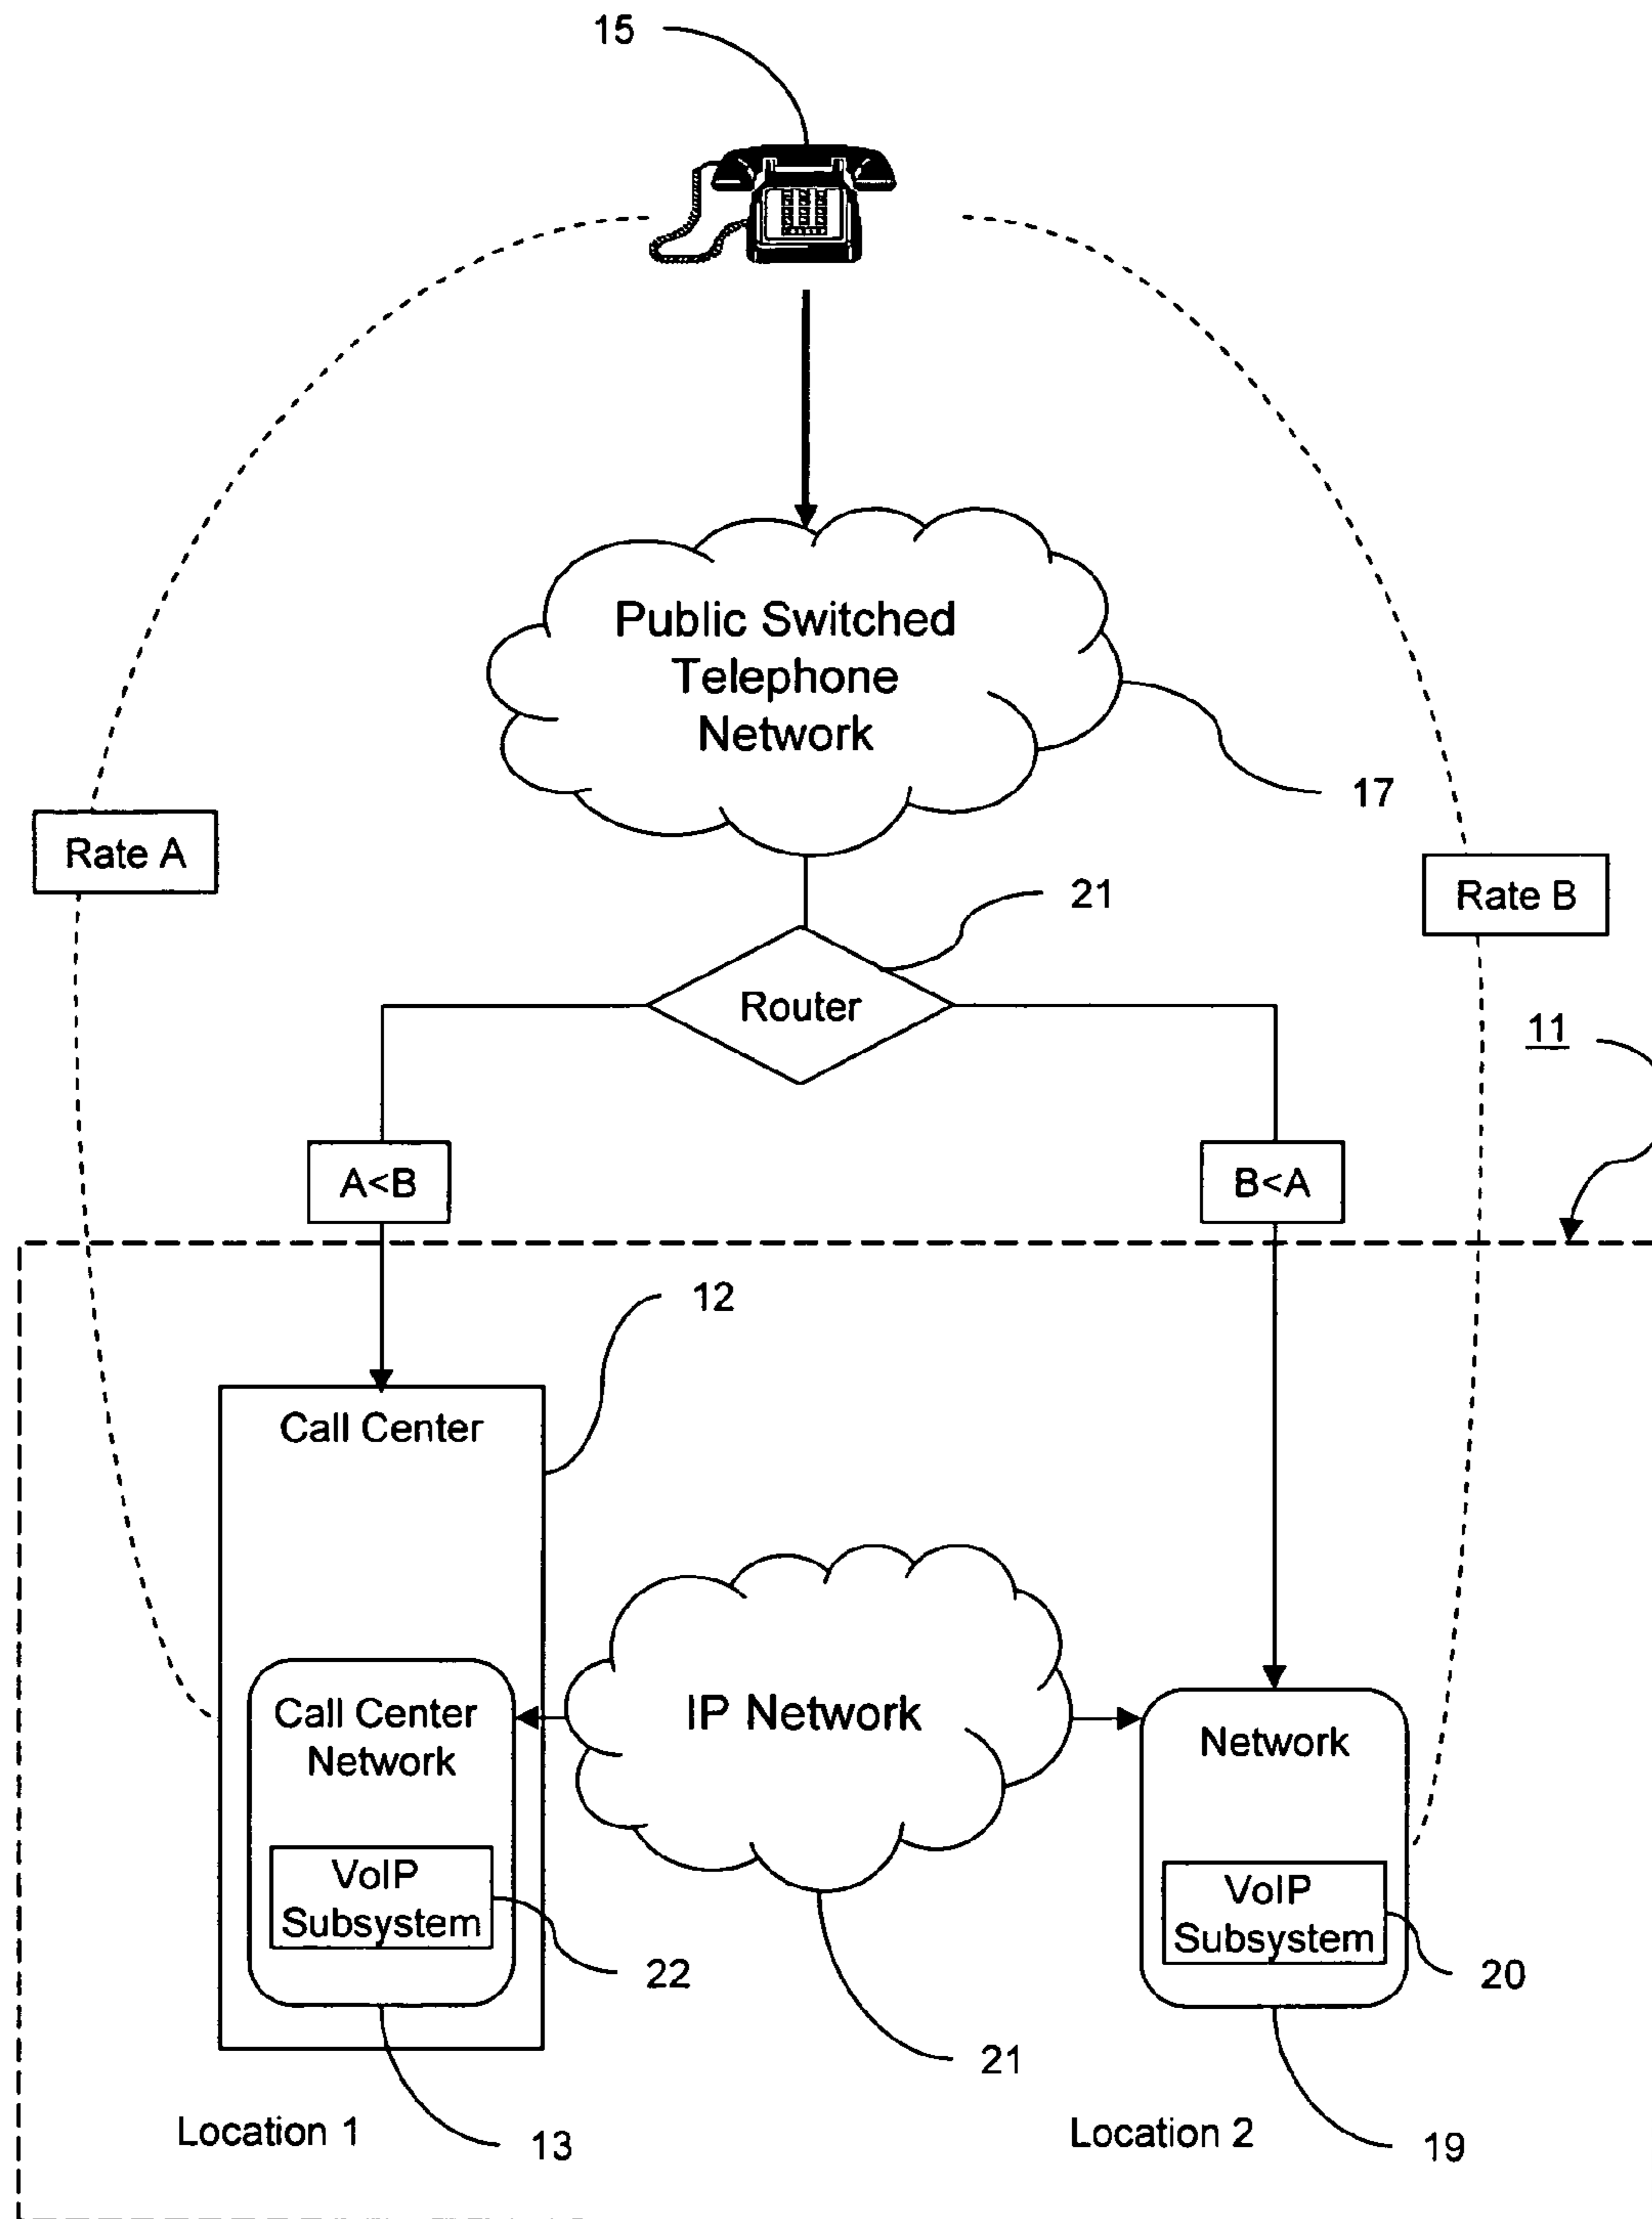 15
Public Switched
Telephone
Network
17
Rate A
21
Rate B
Router
11
A<B
B<A
12
Call Center
Call Center
Network
IP Network
Network
VoIP
Subsystem
VoIP
Subsystem
22
20
21
Location 1
13
Location 2
19